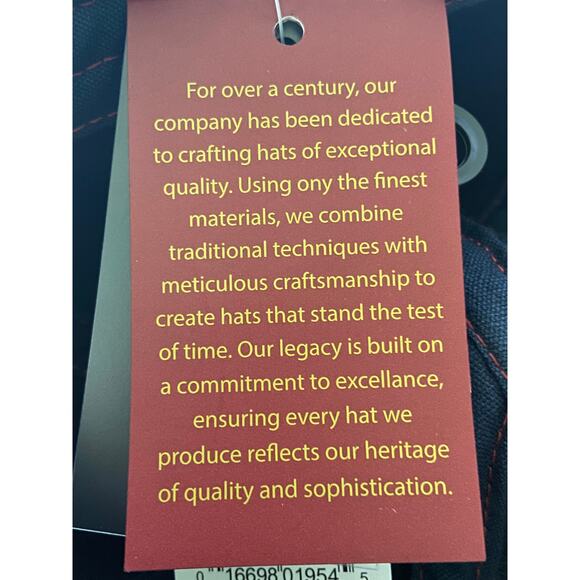 For over a century, our
company has been dedicated
to crafting hats of exceptional
quality. Using ony the finest
materials, we combine
traditional techniques with
meticulous craftsmanship to
create hats that stand the test
of time. Our legacy is built on
a commitment to excellance,
ensuring every hat we
produce reflects our heritage
of quality and sophistication.
0 16698 01954 5